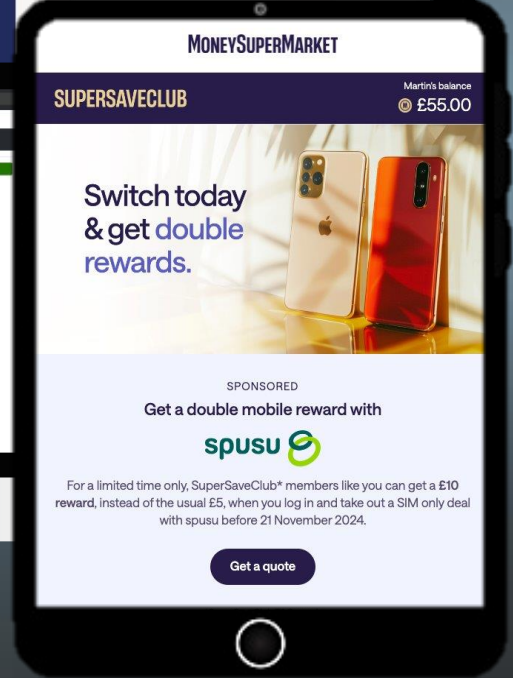 MONEYSUPERMARKET
SUPERSAVECLUB
Martin's balance
£55.00
Switch today
& get double
rewards.
SPONSORED
Get a double mobile reward with
spusu
For a limited time only, SuperSaveClub* members like you can get a £10
reward, instead of the usual £5, when you log in and take out a SIM only deal
with spusu before 21 November 2024.
Get a quote